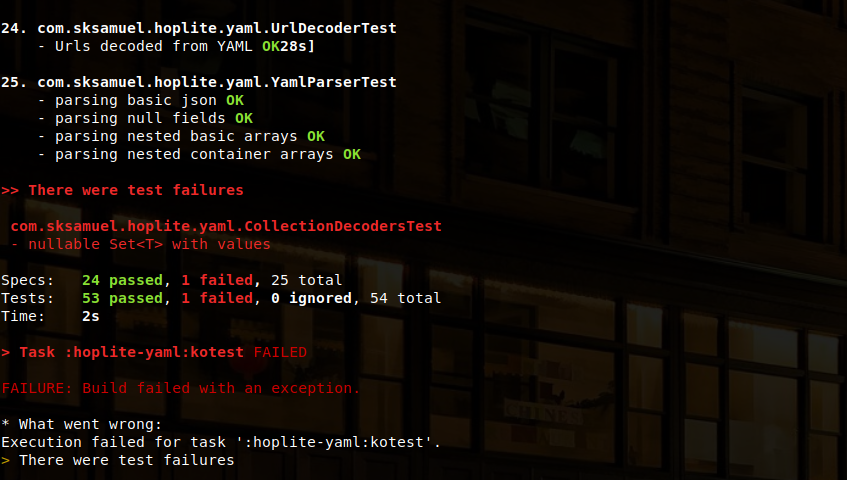 24. com.sksamuel.hoplite.yaml.UrlDecoderTest
- Urls decoded from YAML OK28s]
25. com.sksamuel.hoplite.yaml.YamlParserTest
- parsing basic json OK
- parsing null fields OK
- parsing nested basic arrays OK
- parsing nested container arrays OK
>> There were test failures
com.sksamuel.hoplite.yaml.CollectionDecodersTest
- nullable Set<T> with values
Specs: 24 passed, 1 failed, 25 total
Tests: 53 passed, 1 failed, 0 ignored, 54 total
Time: 2s
> Task :hoplite-yaml:kotest FAILED
FAILURE: Build failed with an exception.
* What went wrong:
Execution failed for task ':hoplite-yaml:kotest'.
> There were test failures